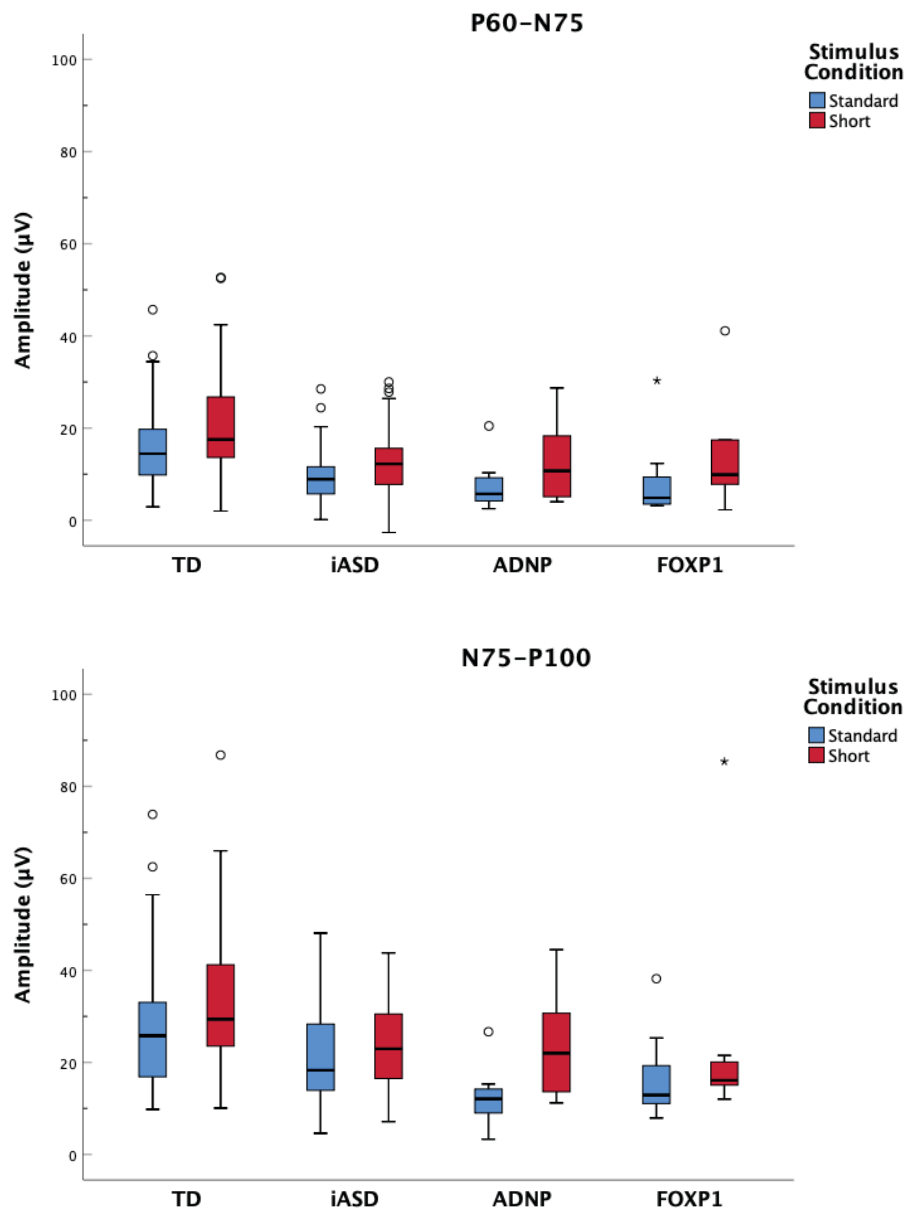 P60-N75
Stimulus
Condition
Standard
Short
Amplitude (µV)
100
80
60
40
20
0
TD iASD ADNP FOXP1
N75-P100
Stimulus
Condition
Standard
Short
Amplitude (µV)
100
80
60
40
20
0
TD iASD ADNP FOXP1